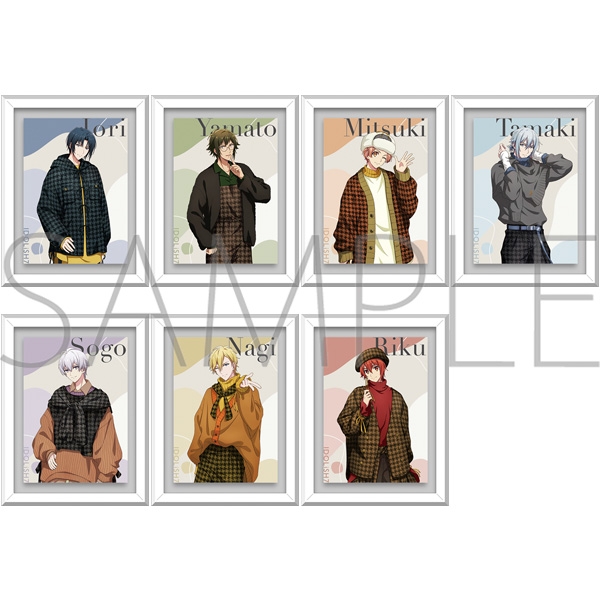 Iori
Yamato
Mitsuki
Tamaki
IDOLiSH7
IDOLiSH7
IDOLiSH7
IDOLiSH7
SAMPLE
Sogo
Nagi
Riku
IDOLiSH7
IDOLiSH7
IDOLiSH7